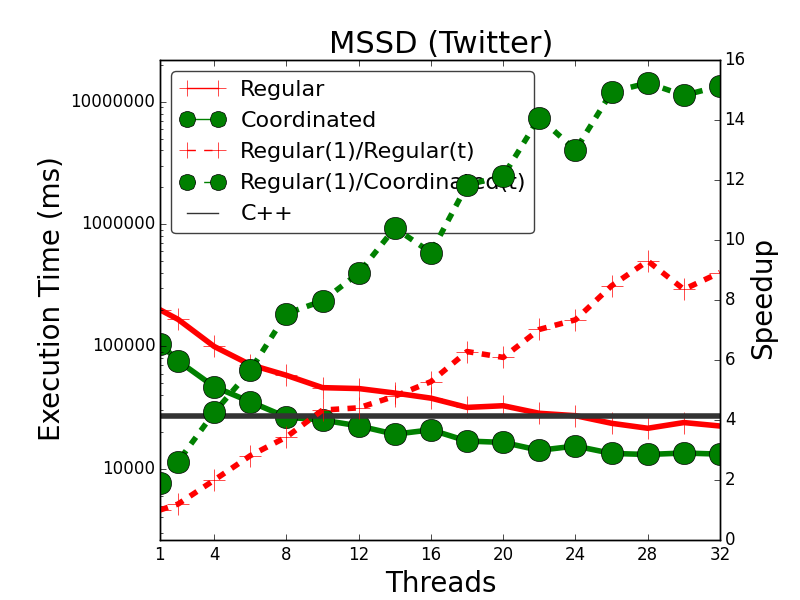 MSSD (Twitter)
Regular
Coordinated
Regular(1)/Regular(t)
Regular(1)/Coordinated(t)
C++
Execution Time (ms)
10000000
1000000
100000
10000
Speedup
16
14
12
10
8
6
4
2
0
1 4 8 12 16 20 24 28 32
Threads